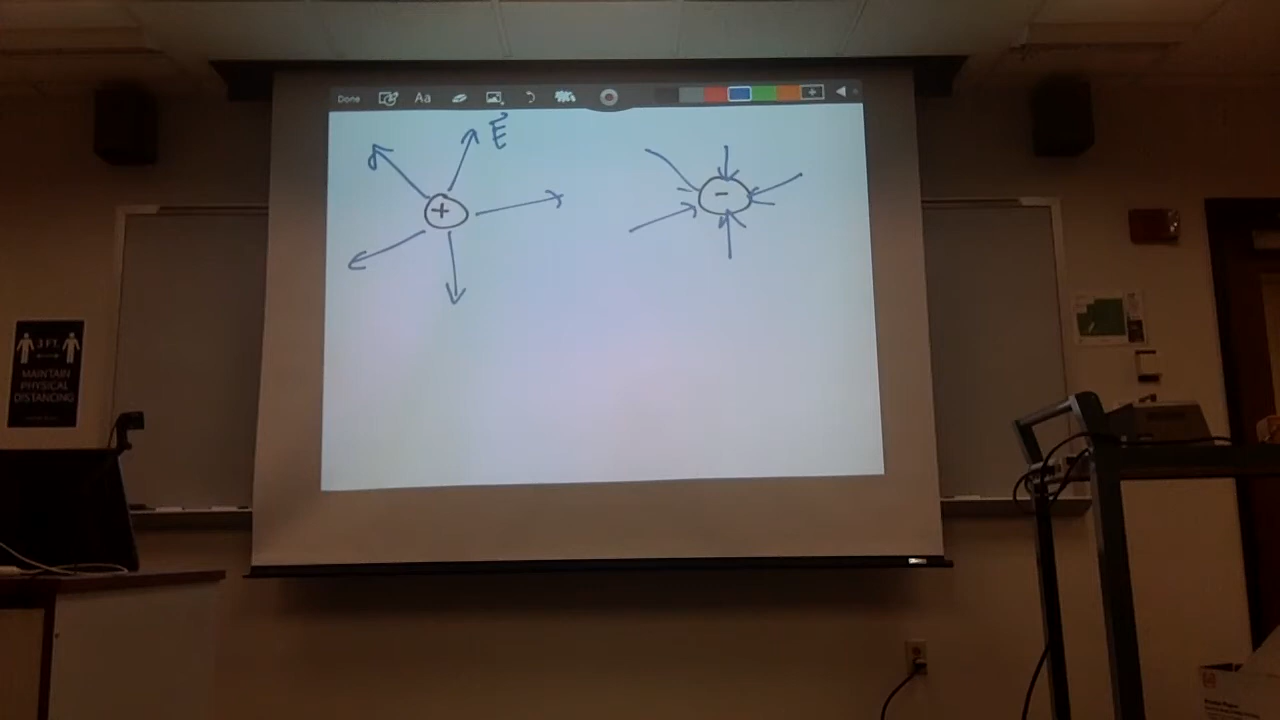 Done Aa
E
+
-
3 FT.
MAINTAIN
PHYSICAL
DISTANCING